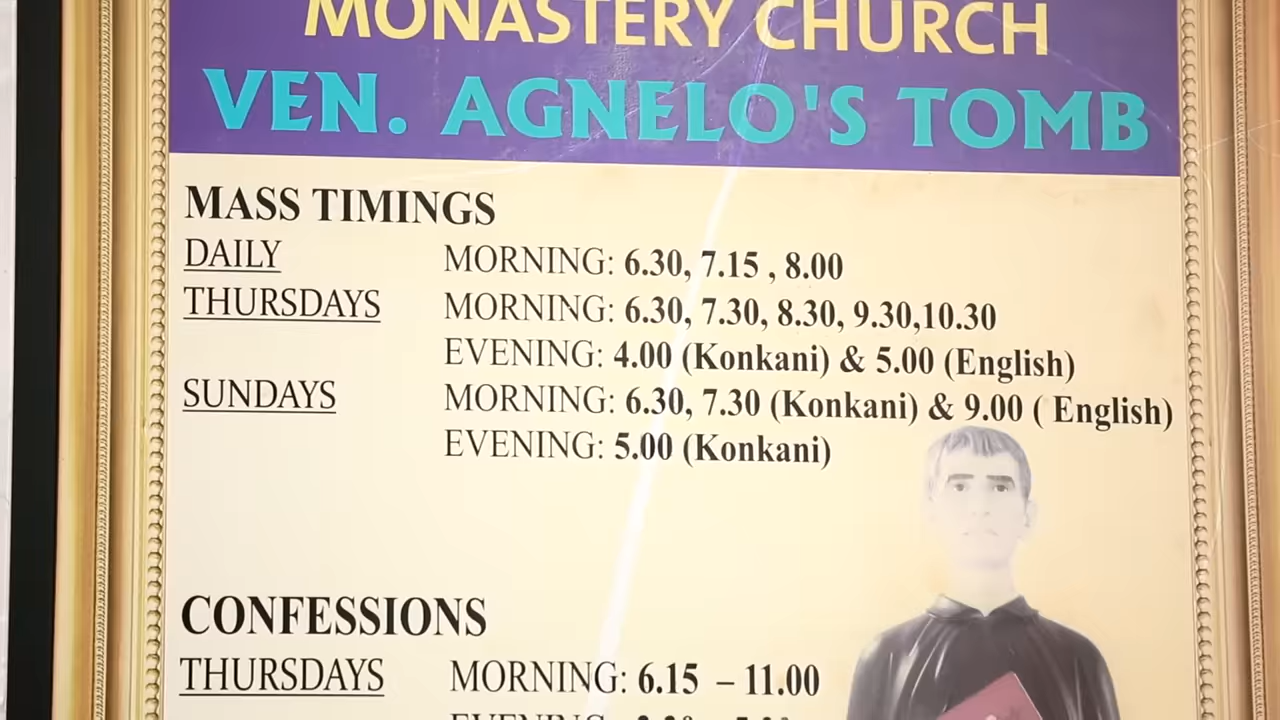 MONASTERY CHURCH
VEN. AGNELO'S TOMB
MASS TIMINGS
DAILY MORNING: 6.30, 7.15 , 8.00
THURSDAYS MORNING: 6.30, 7.30, 8.30, 9.30,10.30
EVENING: 4.00 (Konkani) & 5.00 (English)
SUNDAYS MORNING: 6.30, 7.30 (Konkani) & 9.00 ( English)
EVENING: 5.00 (Konkani)
CONFESSIONS
THURSDAYS MORNING: 6.15 – 11.00
EVENING: